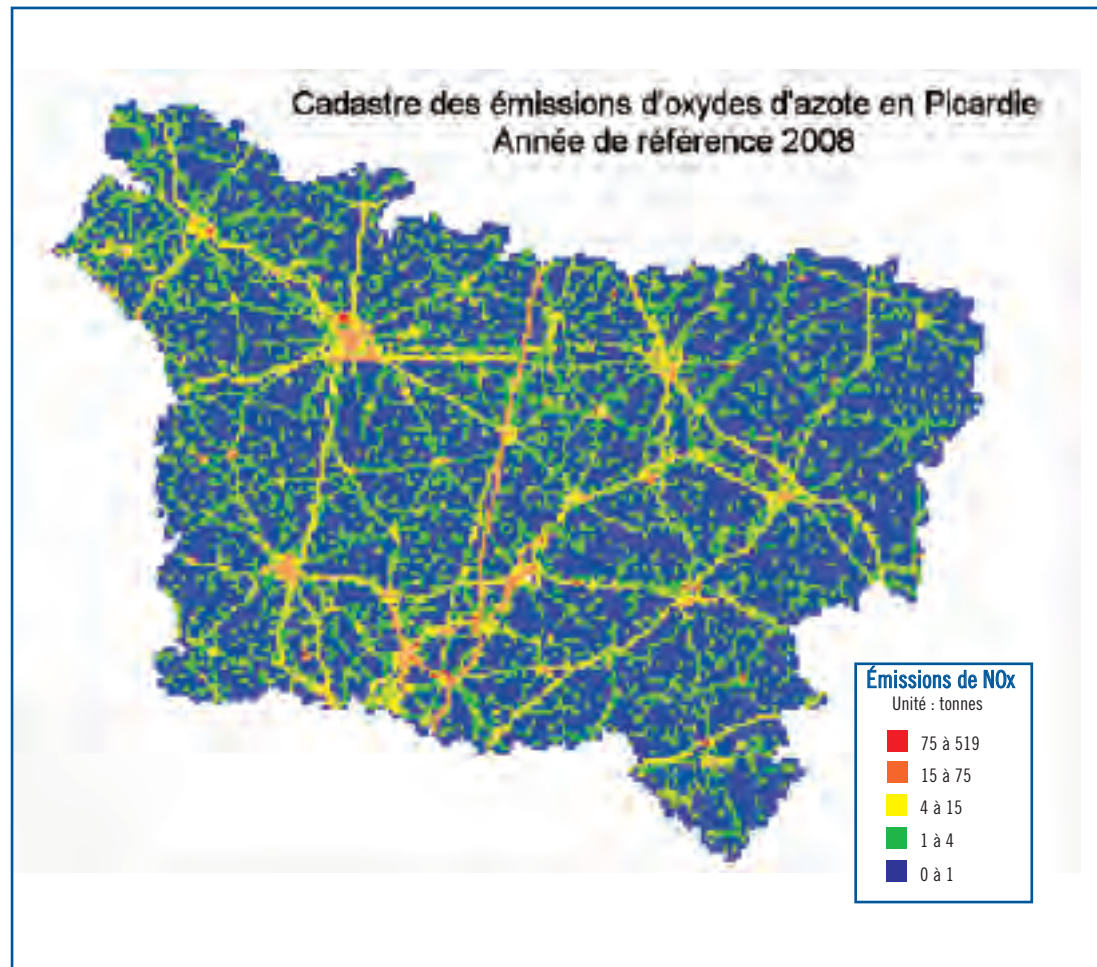 Cadastre des émissions d'oxydes d'azote en Picardie
Année de référence 2008
Émissions de NOx
Unité : tonnes
75 à 519
15 à 75
4 à 15
1 à 4
0 à 1